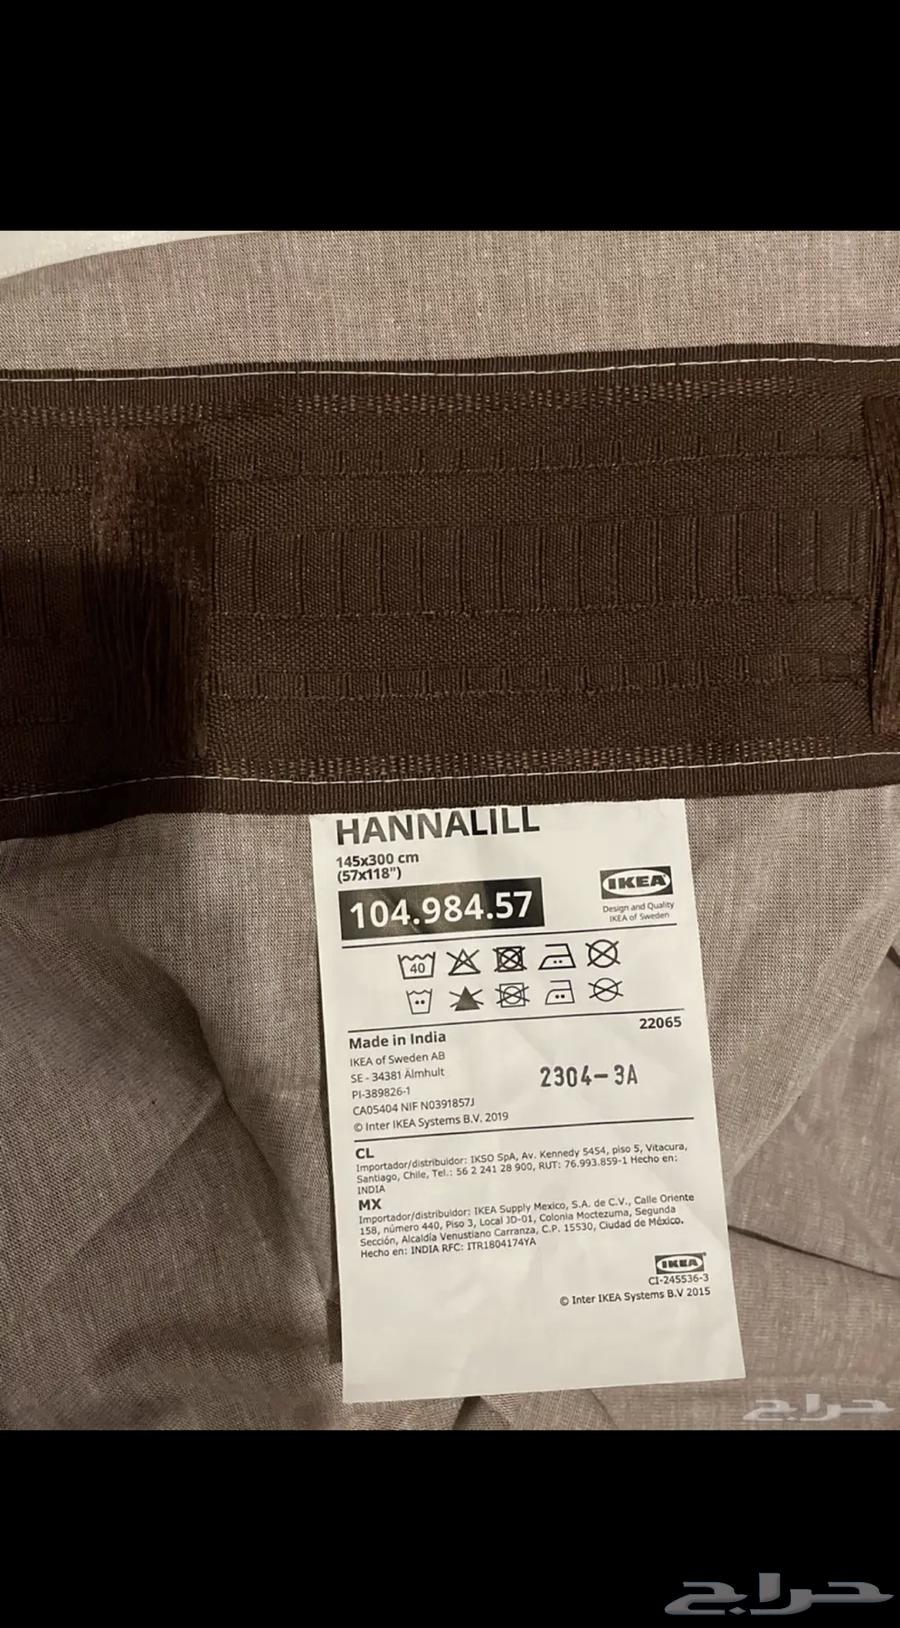 HANNALILL
145x300 cm
(57x118")
104.984.57
IKEA
Design and Quality
IKEA of Sweden
40
22065
Made in India
IKEA of Sweden AB
SE - 34381 Älmhult
PI-389826-1
CA05404 NIF N0391857J
© Inter IKEA Systems B.V. 2019
2304-3A
CL
Importador/distribuidor: IKSO SpA, Av. Kennedy 5454, piso 5, Vitacura,
Santiago, Chile, Tel.: 56 2 241 28 900, RUT: 76.993.859-1 Hecho en:
INDIA
MX
Importador/distribuidor: IKEA Supply Mexico, S.A. de C.V., Calle Oriente
158, número 440, Piso 3, Local JD-01, Colonia Moctezuma, Segunda
Sección, Alcaldía Venustiano Carranza, C.P. 15530, Ciudad de México.
Hecho en: INDIA RFC: ITR1804174YA
IKEA
CI-245536-3
© Inter IKEA Systems B.V 2015
حراج
حراج